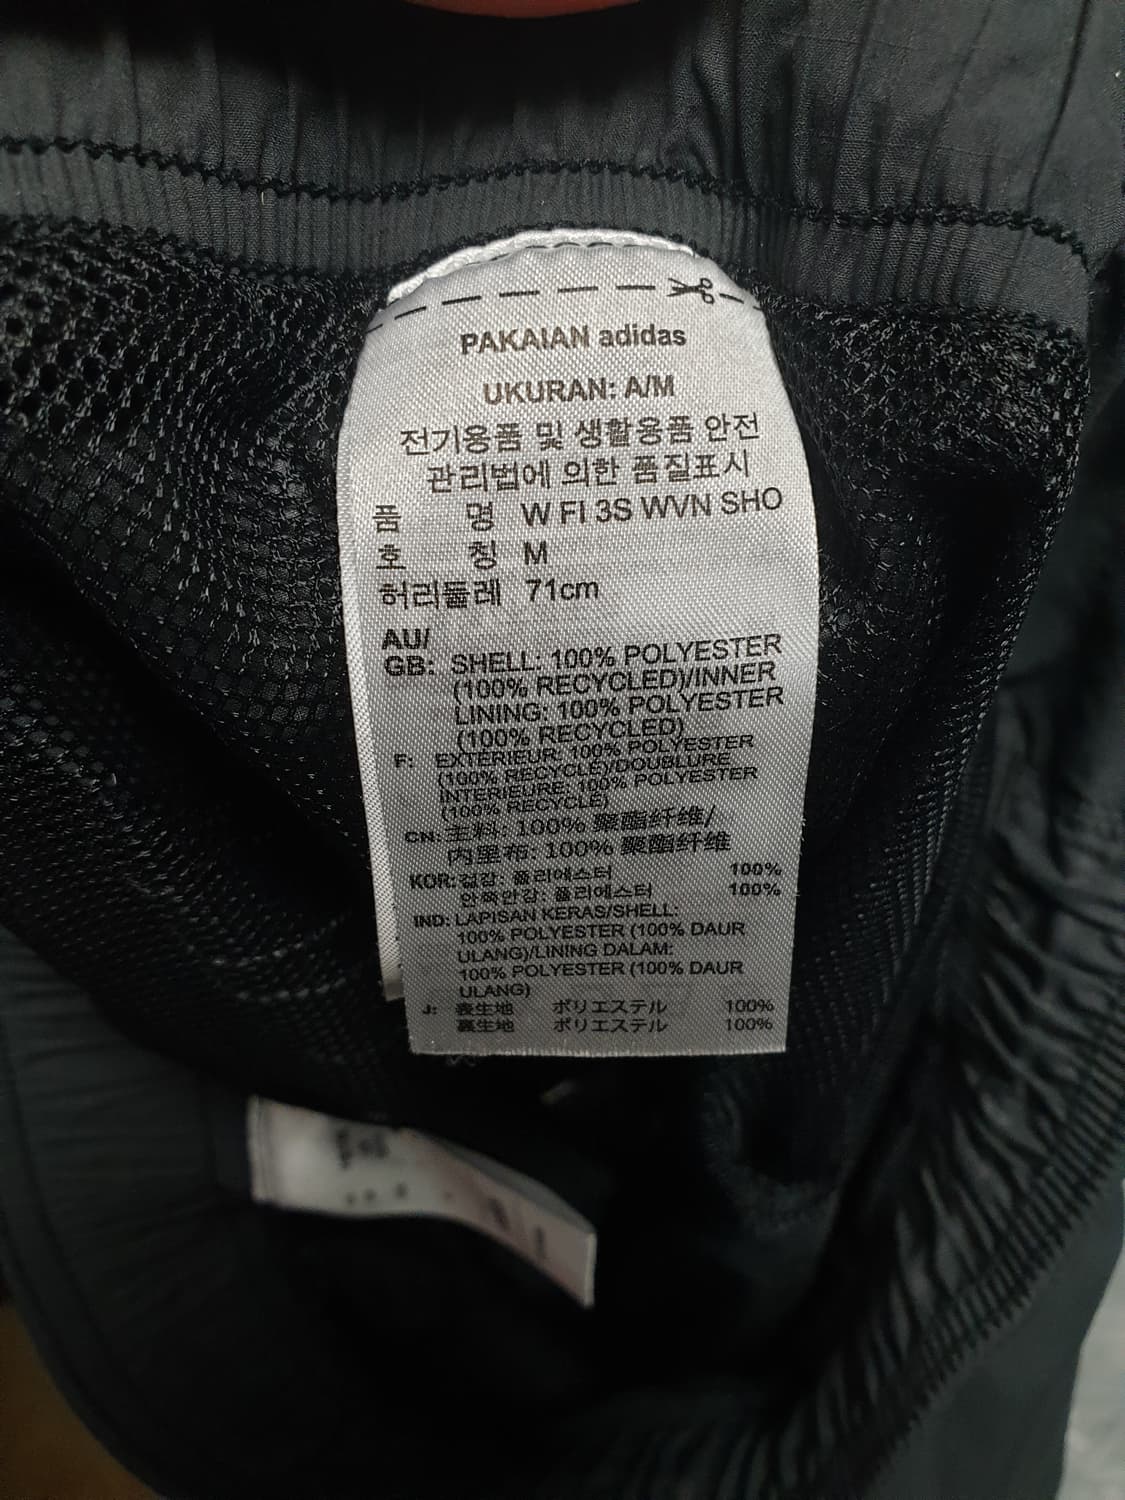 PAKAIAN adidas
UKURAN: A/M
전기용품 및 생활용품 안전
관리법에 의한 품질표시
품 명 W FI 3S WVN SHO
호 칭 M
허리둘레 71cm
AU/
GB: SHELL: 100% POLYESTER
(100% RECYCLED)/INNER
LINING: 100% POLYESTER
(100% RECYCLED)
F: EXTERIEUR: 100% POLYESTER
(100% RECYCLE)/DOUBLURE
INTERIEURE: 100% POLYESTER
(100% RECYCLE)
CN: 主料: 100% 聚酯纤维/
内里布: 100% 聚酯纤维
KOR: 겉감: 폴리에스터 100%
안쪽안감: 폴리에스터 100%
IND: LAPISAN KERAS/SHELL:
100% POLYESTER (100% DAUR
ULANG)/LINING DALAM:
100% POLYESTER (100% DAUR
ULANG)
J: 表生地 ポリエステル 100%
裏生地 ポリエステル 100%